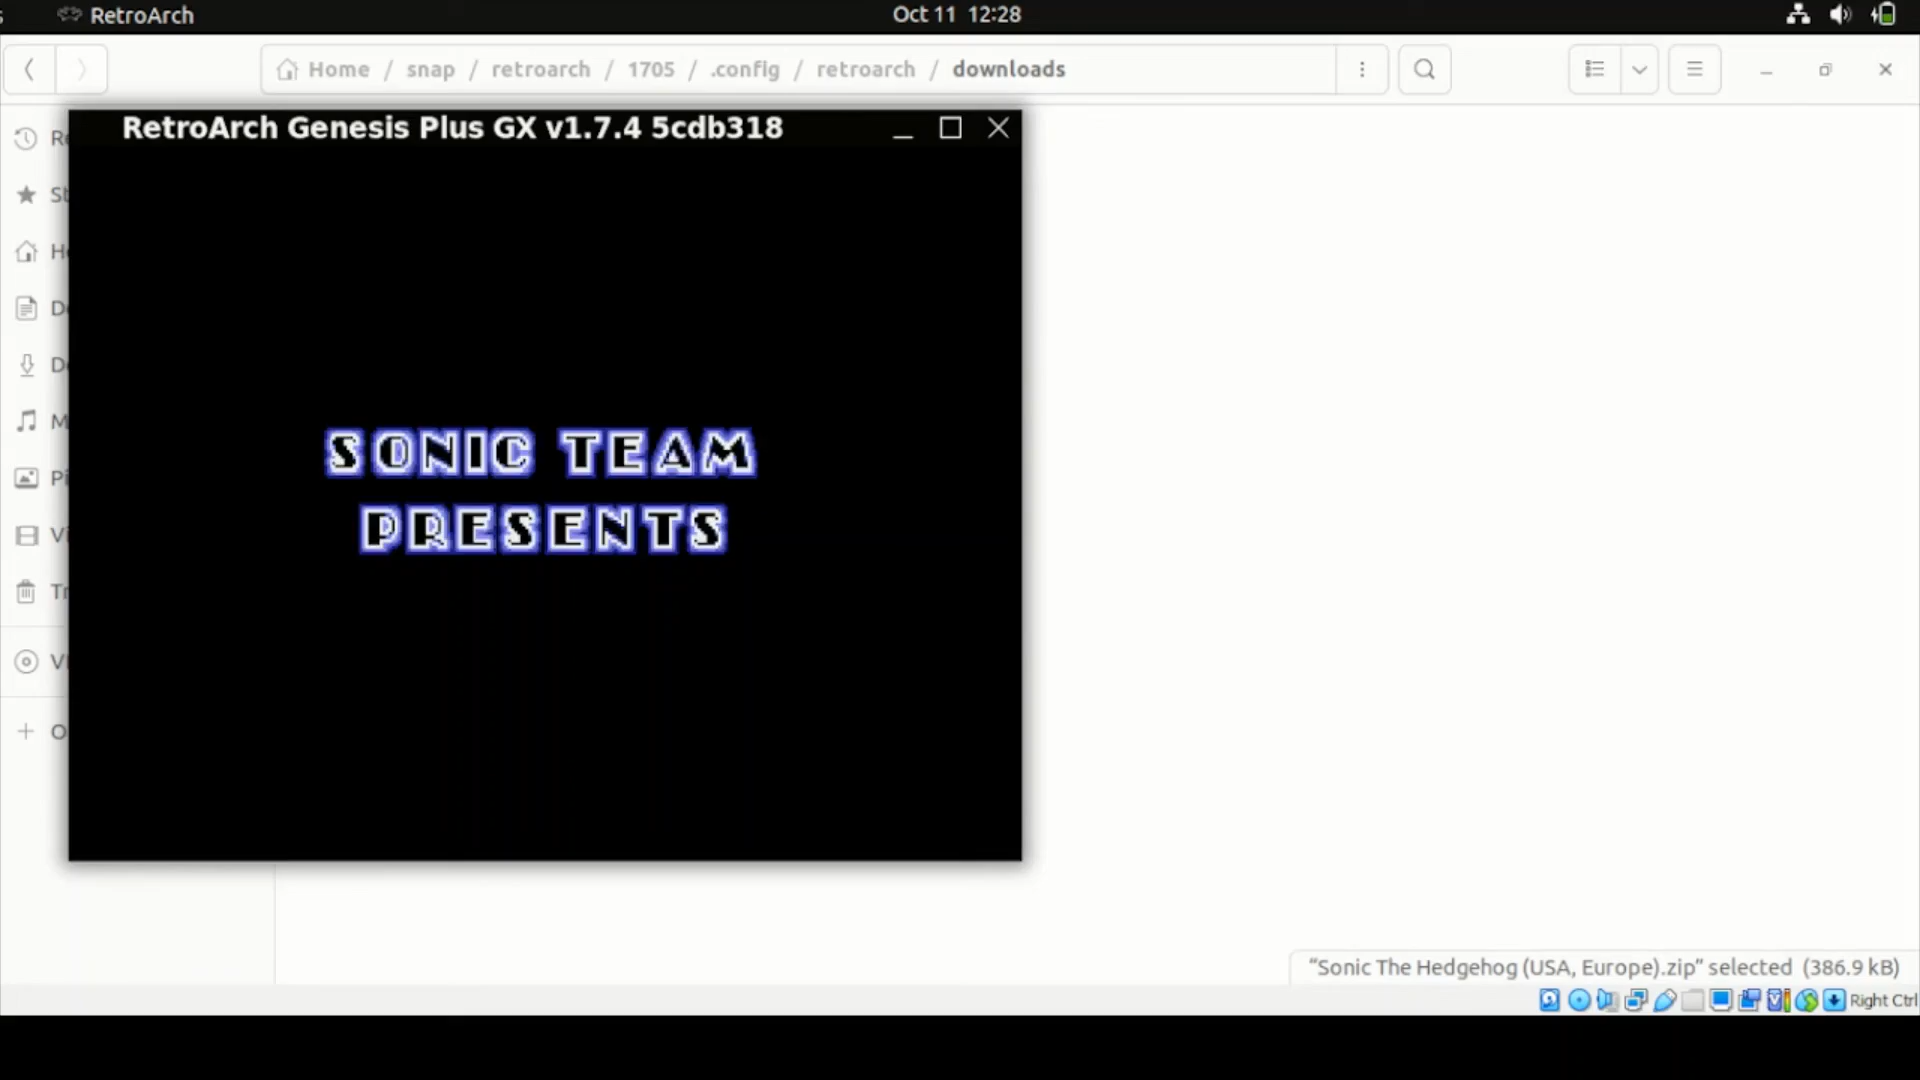 RetroArch
Oct 11 12:28
Home / snap / retroarch / 1705 / .config / retroarch / downloads
RetroArch Genesis Plus GX v1.7.4 5cdb318
SONIC TEAM
PRESENTS
“Sonic The Hedgehog (USA, Europe).zip” selected (386.9 kB)
Right Ctrl